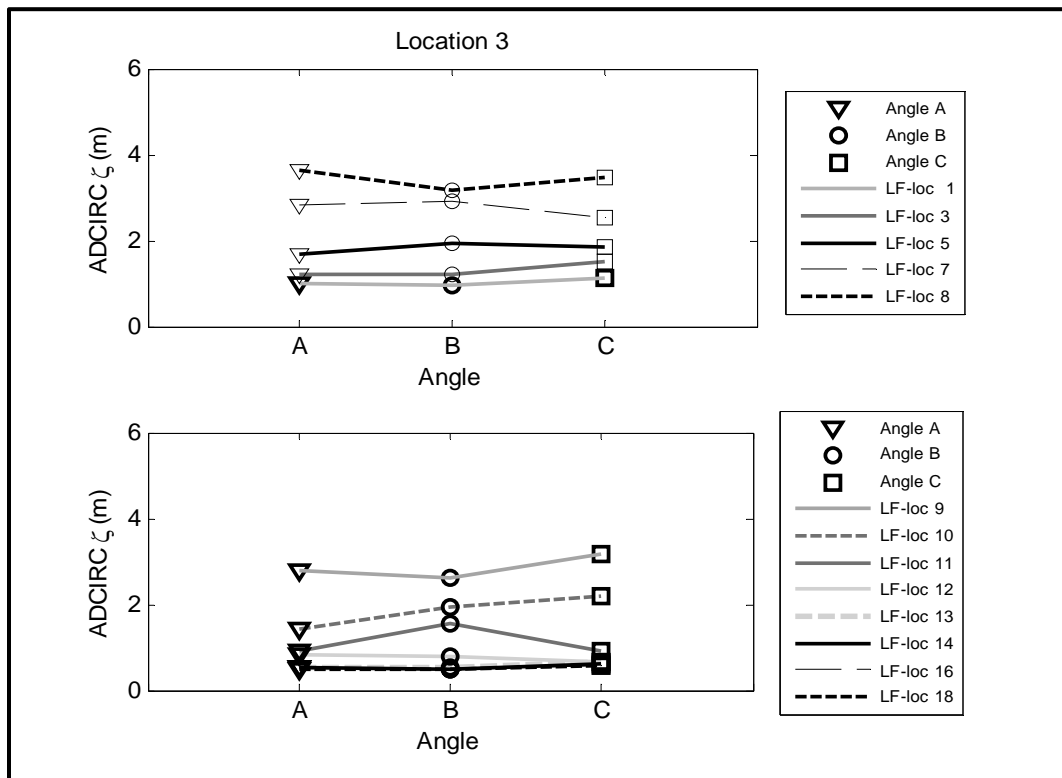 Location 3
6
4
2
0
ADCIRC ζ (m)
A B C
Angle
Angle A
Angle B
Angle C
LF-loc 1
LF-loc 3
LF-loc 5
LF-loc 7
LF-loc 8
6
4
2
0
ADCIRC ζ (m)
A B C
Angle
Angle A
Angle B
Angle C
LF-loc 9
LF-loc 10
LF-loc 11
LF-loc 12
LF-loc 13
LF-loc 14
LF-loc 16
LF-loc 18